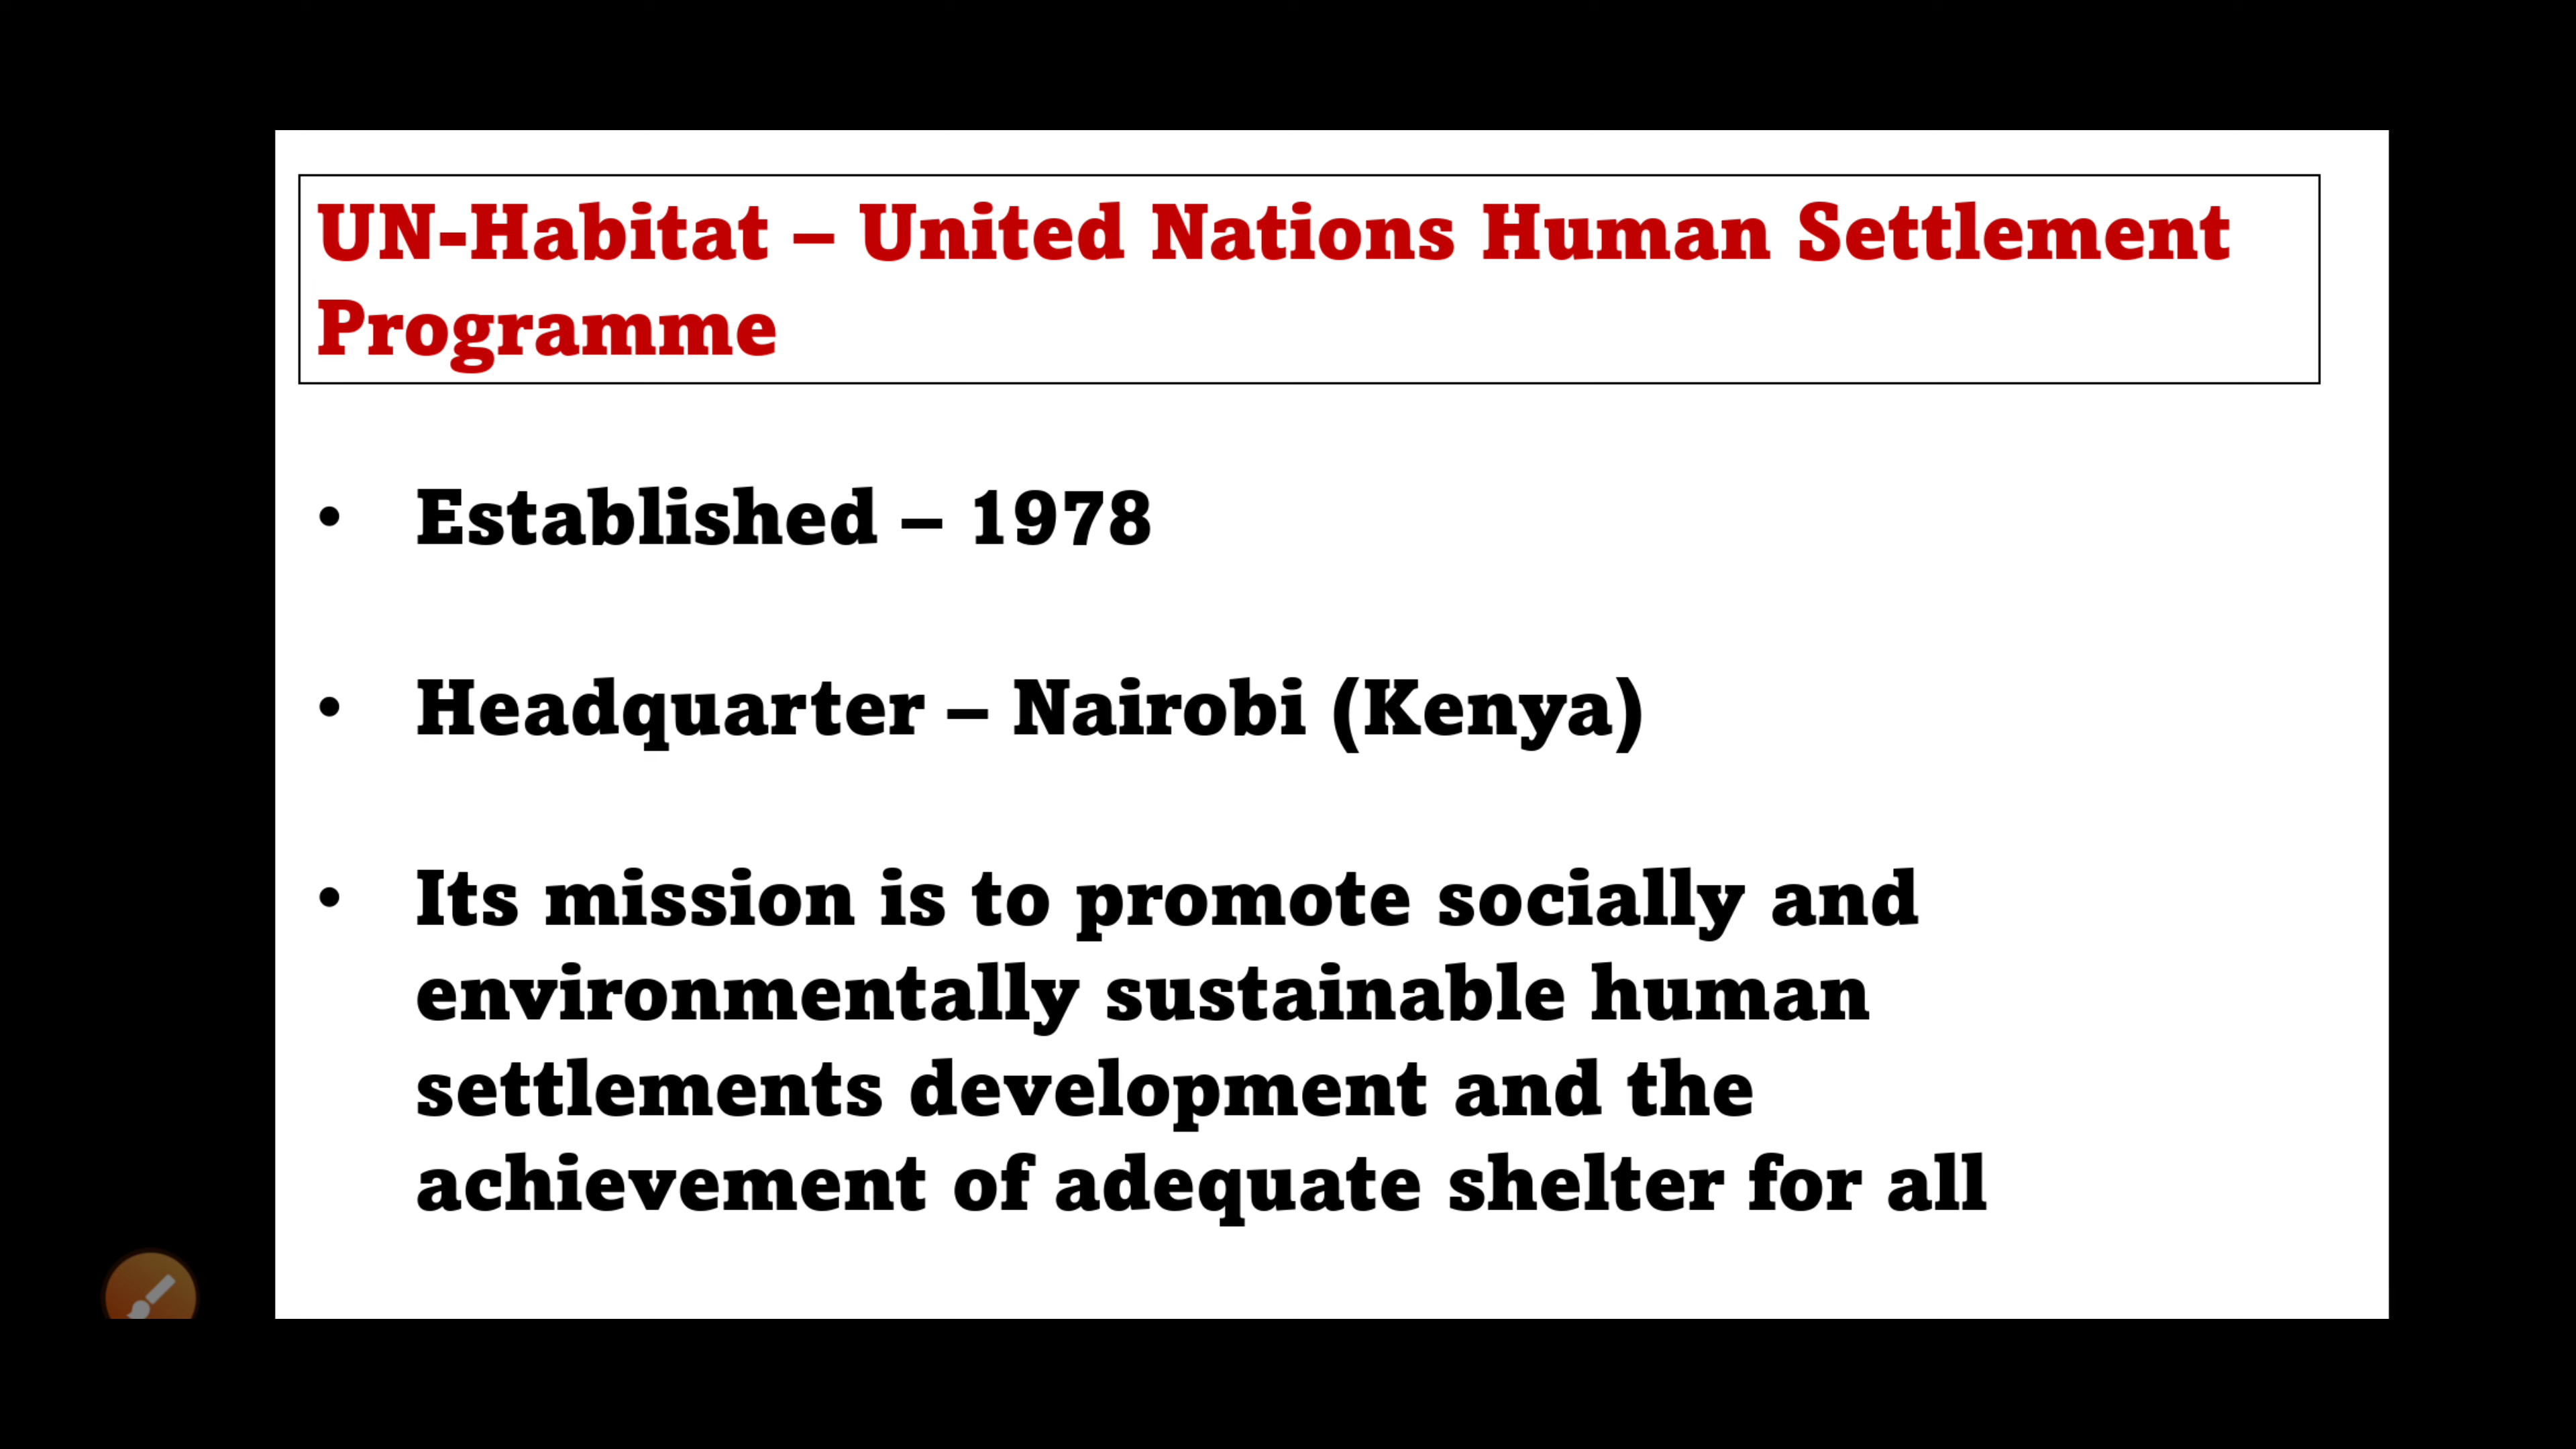 UN-Habitat – United Nations Human Settlement
Programme
• Established – 1978
• Headquarter – Nairobi (Kenya)
• Its mission is to promote socially and
environmentally sustainable human
settlements development and the
achievement of adequate shelter for all